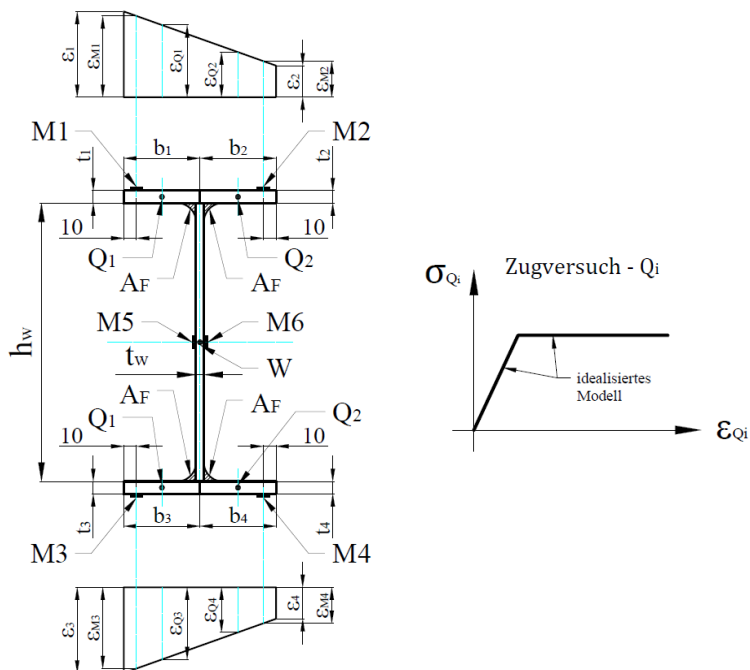 ε1
εM1
εQ1
εQ2
ε2
εM2
M1
M2
t1
b1
b2
t2
10
10
Q1
Q2
AF
AF
hw
M5
M6
tw
W
AF
AF
Q1
Q2
10
10
t3
b3
b4
t4
M3
M4
ε3
εM3
εQ3
εQ4
ε4
εM4
Zugversuch - Qi
σQi
idealisiertes
Modell
εQi